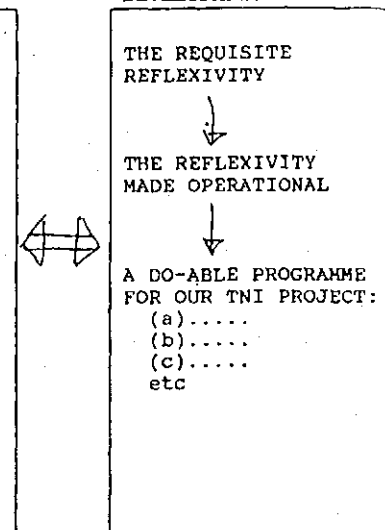 THE REQUISITE
REFLEXIVITY
THE REFLEXIVITY
MADE OPERATIONAL
A DO-ABLE PROGRAMME
FOR OUR TNI PROJECT:
(a).....
(b).....
(c).....
etc